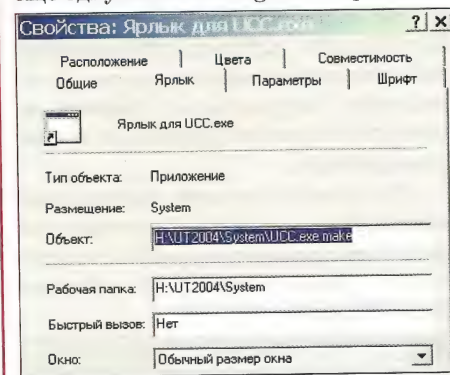 Свойства: Ярлык для UCC.exe
Расположение Цвета Совместимость
Общие Ярлык Параметры Шрифт
Ярлык для UCC.exe
Тип объекта: Приложение
Размещение: System
Объект: H:\UT2004\System\UCC.exe make
Рабочая папка: H:\UT2004\System
Быстрый вызов: Нет
Окно: Обычный размер окна